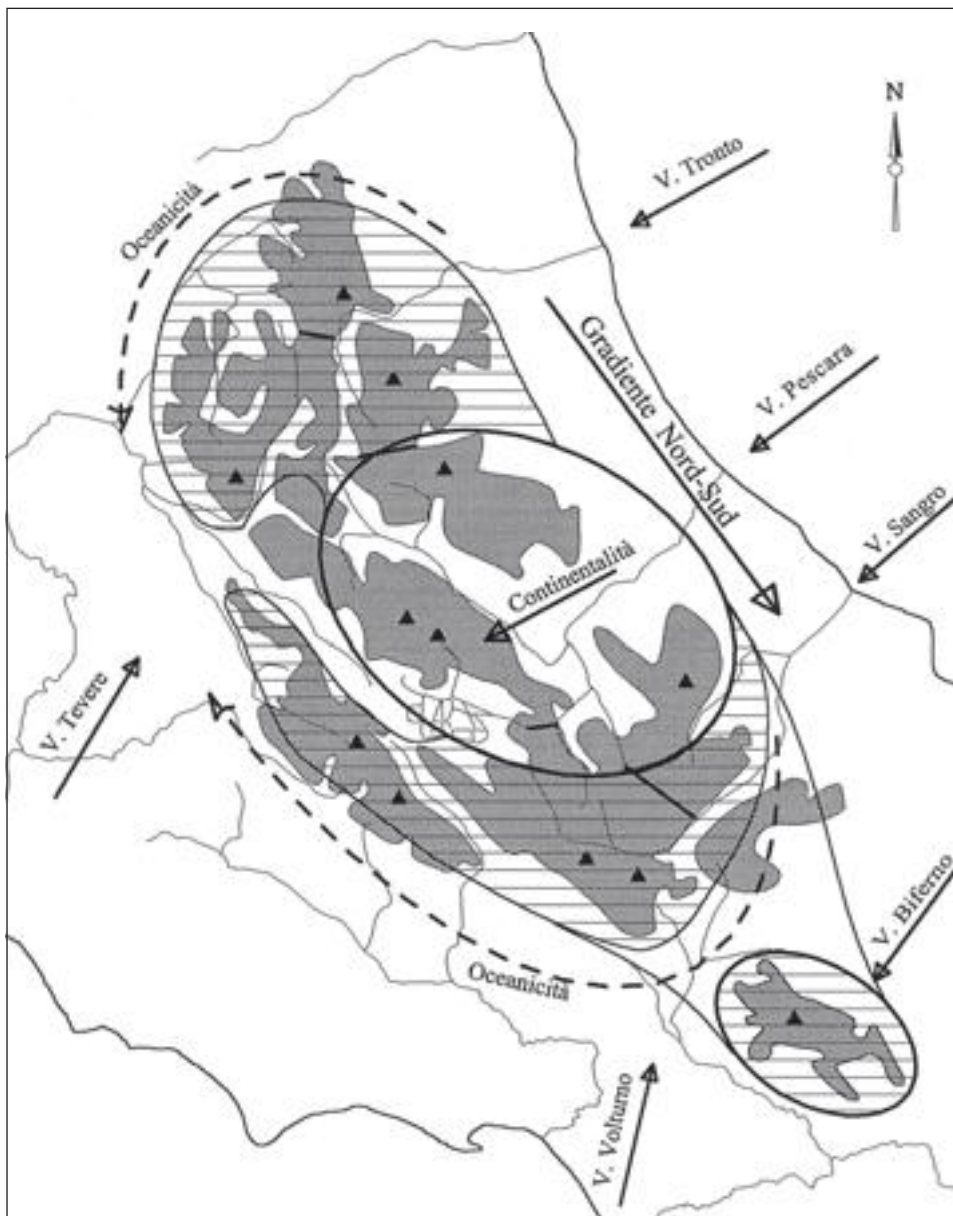 N
V. Tronto
Oceanicità
Gradiente Nord-Sud
V. Pescara
V. Sangro
Continentalità
V. Tevere
V. Biferno
Oceanicità
V. Volturno